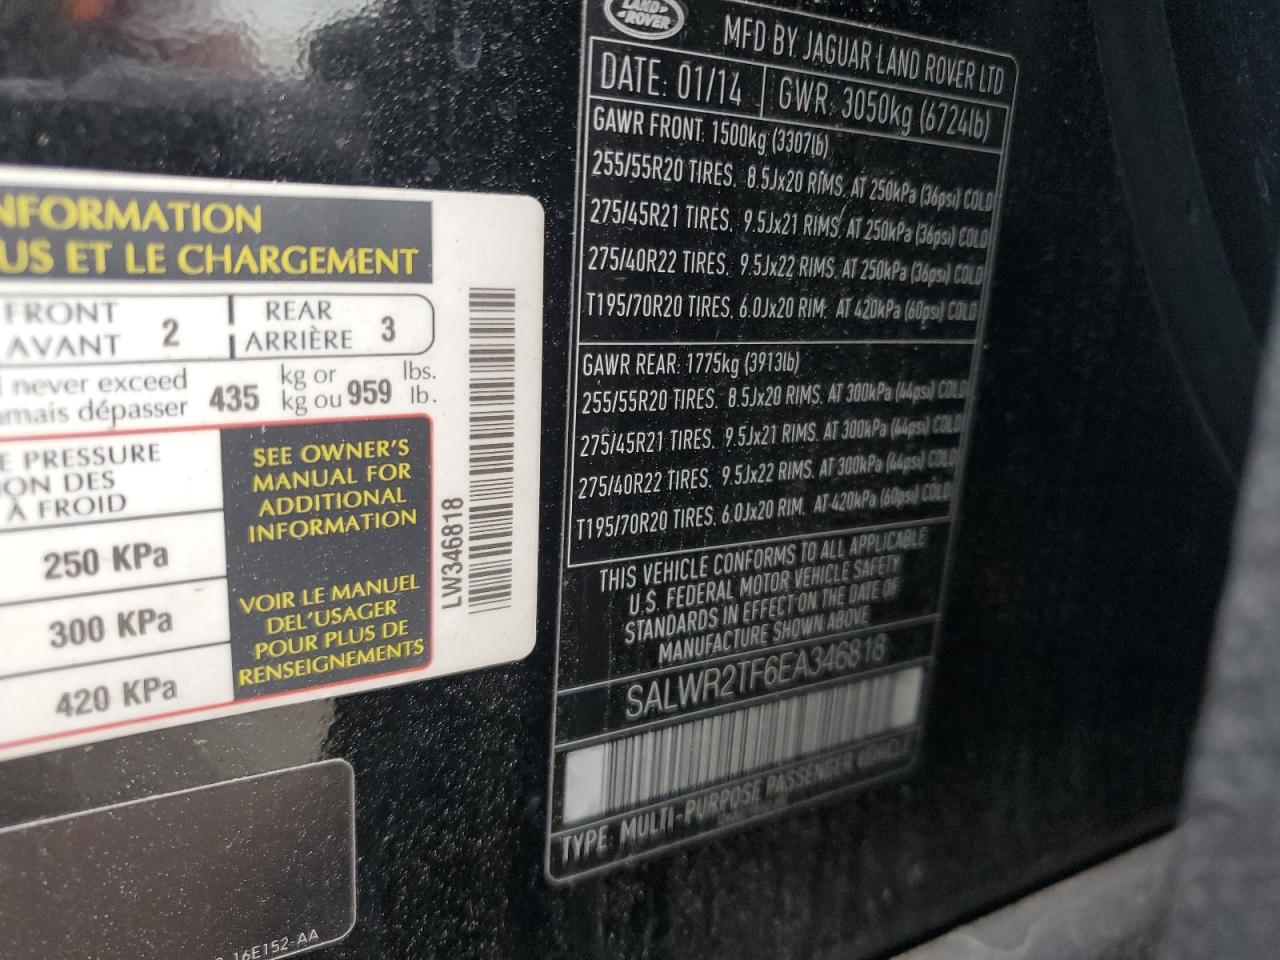 NFORMATION
US ET LE CHARGEMENT
FRONT
AVANT 2
REAR
ARRIÈRE 3
never exceed
amais dépasser 435 kg or
kg ou 959 lbs.
lb.
E PRESSURE
ON DES
À FROID
250 KPa
300 KPa
420 KPa
SEE OWNER'S
MANUAL FOR
ADDITIONAL
INFORMATION
VOIR LE MANUEL
DEL'USAGER
POUR PLUS DE
RENSEIGNEMENTS
LW346818
16E152-AA
LAND
ROVER
MFD BY JAGUAR LAND ROVER LTD
DATE: 01/14 GWR: 3050kg (6724lb)
GAWR FRONT: 1500kg (3307lb)
255/55R20 TIRES, 8.5Jx20 RIMS, AT 250kPa (36psi) COLD
275/45R21 TIRES, 9.5Jx21 RIMS, AT 250kPa (36psi) COLD
275/40R22 TIRES, 9.5Jx22 RIMS, AT 250kPa (36psi) COLD
T195/70R20 TIRES, 6.0Jx20 RIM, AT 420kPa (60psi) COLD
GAWR REAR: 1775kg (3913lb)
255/55R20 TIRES, 8.5Jx20 RIMS, AT 300kPa (44psi) COLD
275/45R21 TIRES, 9.5Jx21 RIMS, AT 300kPa (44psi) COLD
275/40R22 TIRES, 9.5Jx22 RIMS, AT 300kPa (44psi) COLD
T195/70R20 TIRES, 6.0Jx20 RIM, AT 420kPa (60psi) COLD
THIS VEHICLE CONFORMS TO ALL APPLICABLE
U.S. FEDERAL MOTOR VEHICLE SAFETY
STANDARDS IN EFFECT ON THE DATE OF
MANUFACTURE SHOWN ABOVE
SALWR2TF6EA346818
TYPE: MULTI-PURPOSE PASSENGER VEHICLE